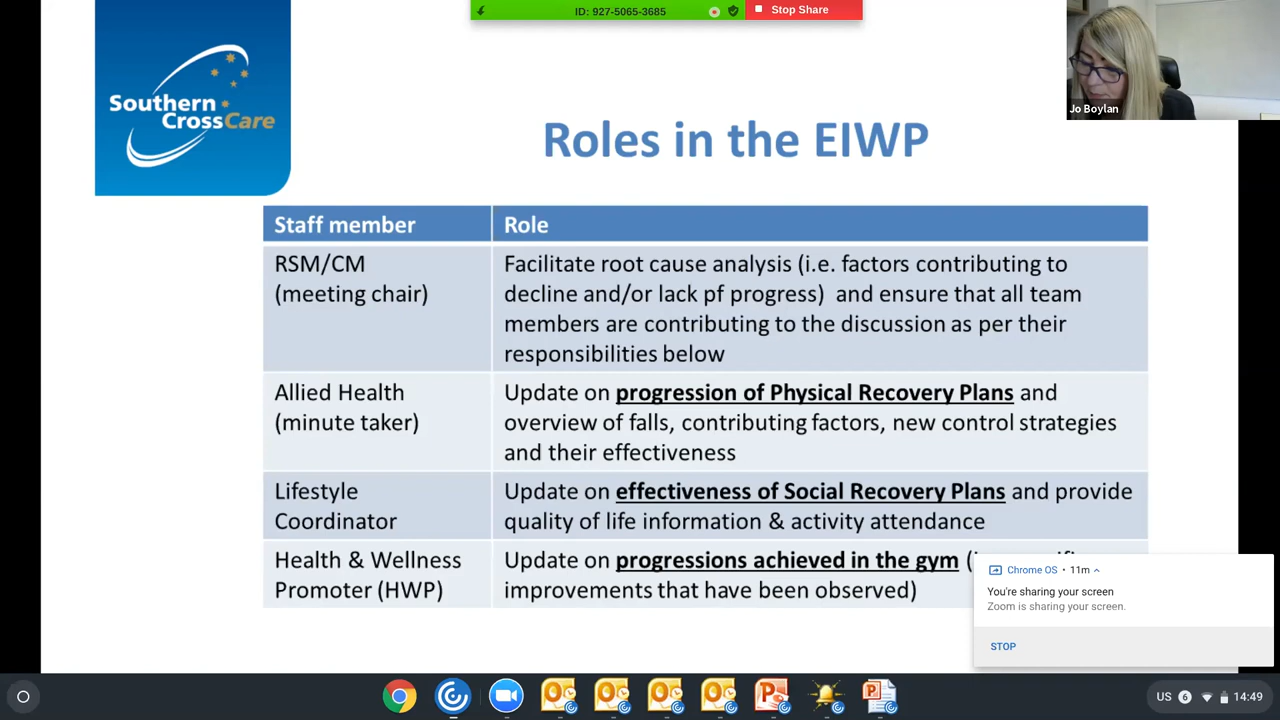 ID: 927-5065-3685
Stop Share
Jo Boylan
Southern
CrossCare
Roles in the EIWP
Staff member
Role
RSM/CM
(meeting chair)
Facilitate root cause analysis (i.e. factors contributing to
decline and/or lack pf progress) and ensure that all team
members are contributing to the discussion as per their
responsibilities below
Allied Health
(minute taker)
Update on progression of Physical Recovery Plans and
overview of falls, contributing factors, new control strategies
and their effectiveness
Lifestyle
Coordinator
Update on effectiveness of Social Recovery Plans and provide
quality of life information & activity attendance
Health & Wellness
Promoter (HWP)
Update on progressions achieved in the gym
improvements that have been observed)
Chrome OS • 11m
You're sharing your screen
Zoom is sharing your screen.
STOP
US 6 14:49